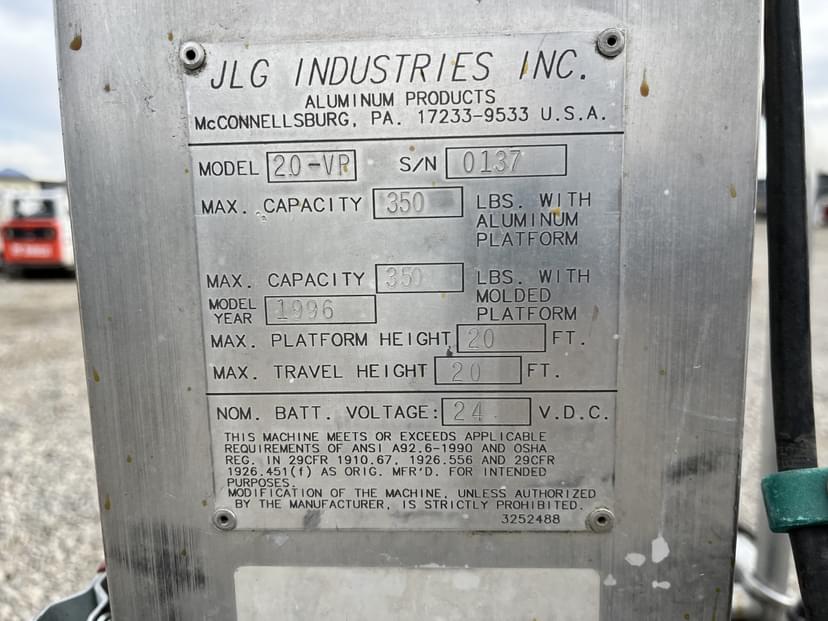 JLG INDUSTRIES INC.
ALUMINUM PRODUCTS
McCONNELLSBURG, PA. 17233-9533 U.S.A.
MODEL 20-VP S/N 0137
MAX. CAPACITY 350 LBS. WITH
ALUMINUM
PLATFORM
MAX. CAPACITY 350 LBS. WITH
MOLDED
PLATFORM
MODEL
YEAR 1996
MAX. PLATFORM HEIGHT 20 FT.
MAX. TRAVEL HEIGHT 20 FT.
NOM. BATT. VOLTAGE: 24 V.D.C.
THIS MACHINE MEETS OR EXCEEDS APPLICABLE
REQUIREMENTS OF ANSI A92.6-1990 AND OSHA
REG. IN 29CFR 1910.67, 1926.556 AND 29CFR
1926.451(f) AS ORIG. MFR'D. FOR INTENDED
PURPOSES.
MODIFICATION OF THE MACHINE, UNLESS AUTHORIZED
BY THE MANUFACTURER, IS STRICTLY PROHIBITED.
3252488